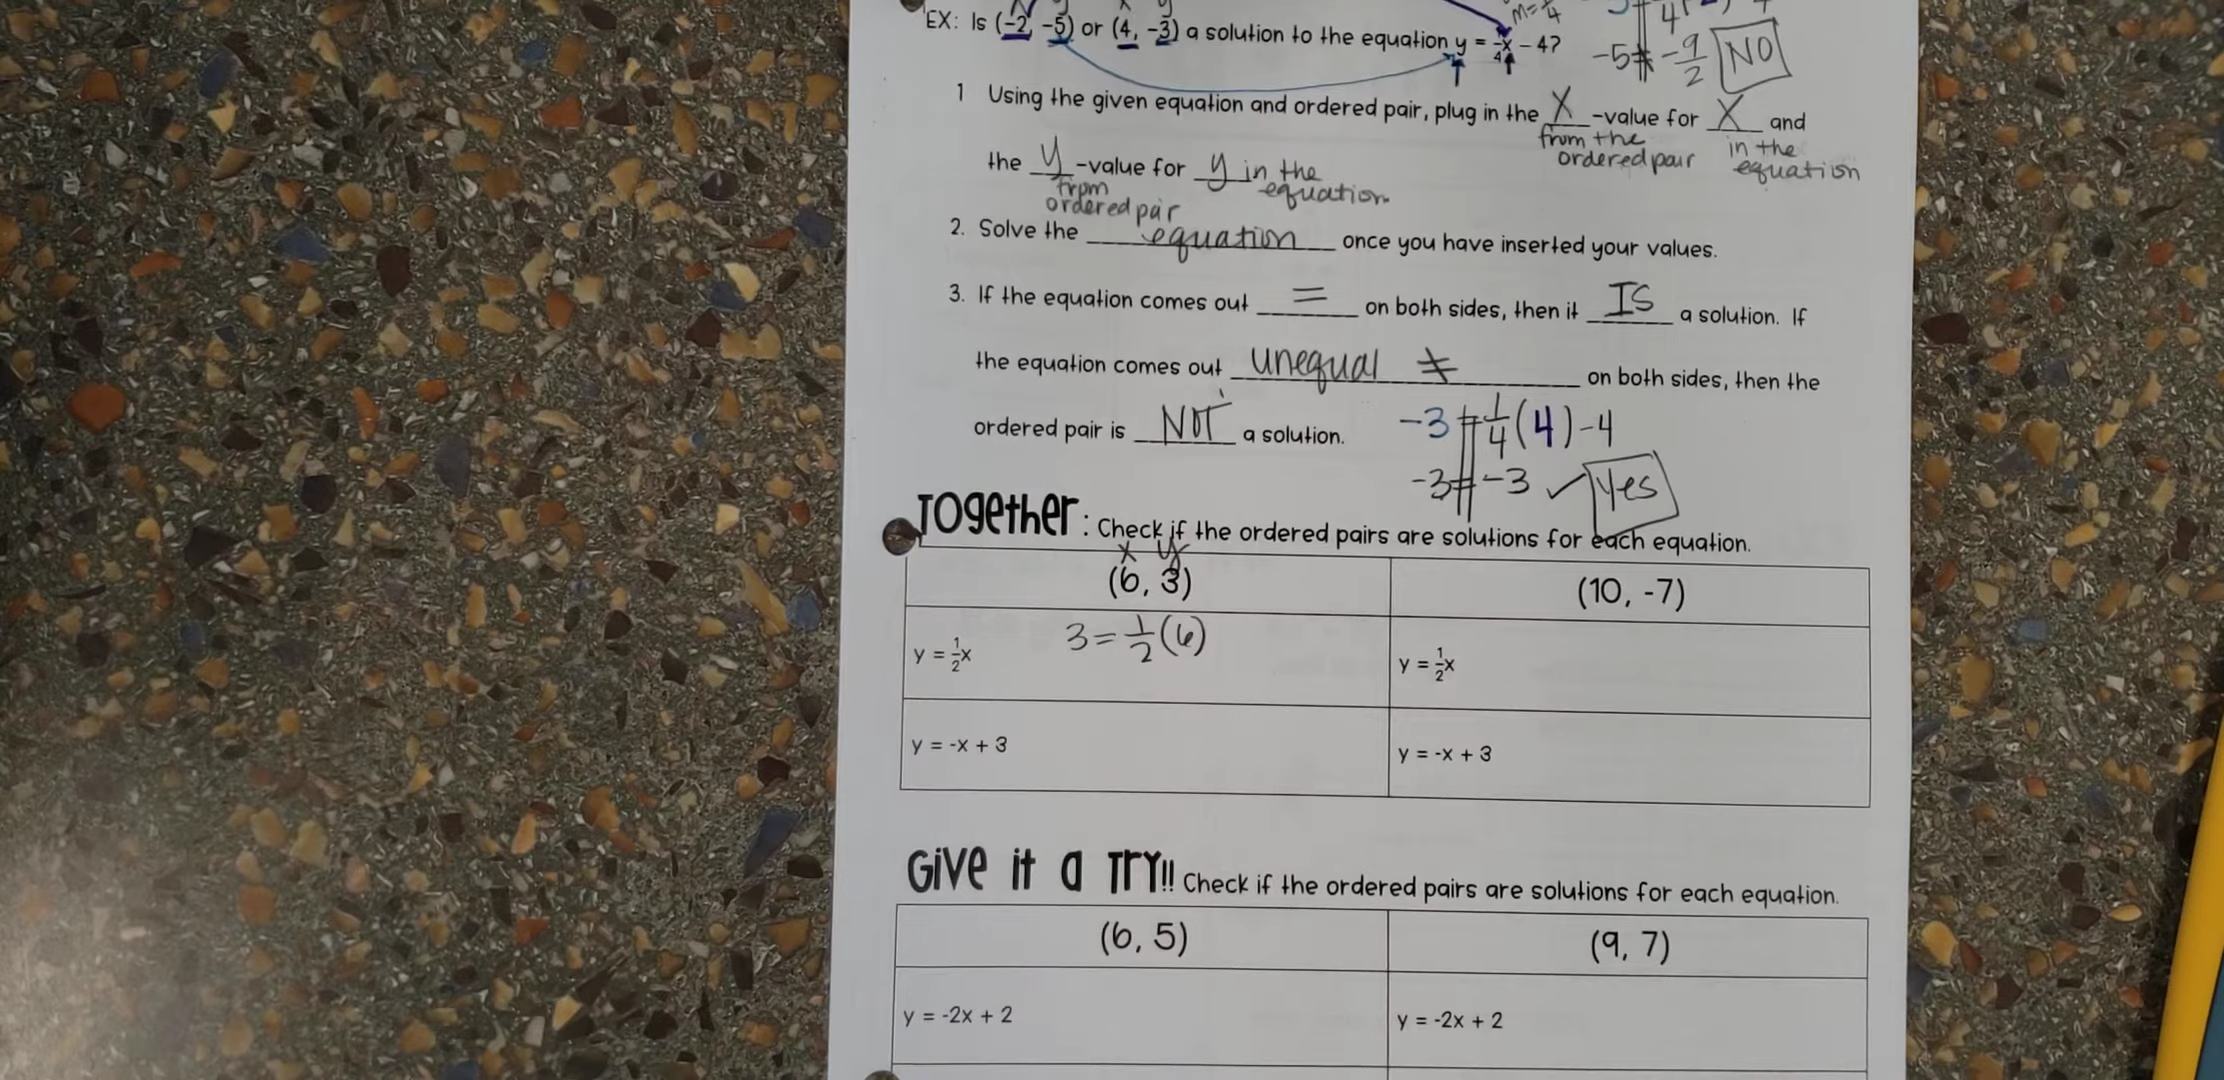 x y
m=1/4
EX: Is (-2, -5) or (4, -3) a solution to the equation y = 1/4x - 4?
-5 ≠ -9/2 NO
1 Using the given equation and ordered pair, plug in the X -value for X and
from the ordered pair in the equation
the y -value for y in the equation
from ordered pair
2. Solve the equation once you have inserted your values.
3. If the equation comes out = on both sides, then it IS a solution. If
the equation comes out unequal ≠ on both sides, then the
ordered pair is NOT a solution.
-3 = 1/4(4)-4
-3 = -3 ✓ Yes
Together: Check if the ordered pairs are solutions for each equation.
x y
(6, 3) (10, -7)
y = 1/2x 3 = 1/2(6) y = 1/2x
y = -x + 3 y = -x + 3
Give it a Try!! Check if the ordered pairs are solutions for each equation.
(6, 5) (9, 7)
y = -2x + 2 y = -2x + 2